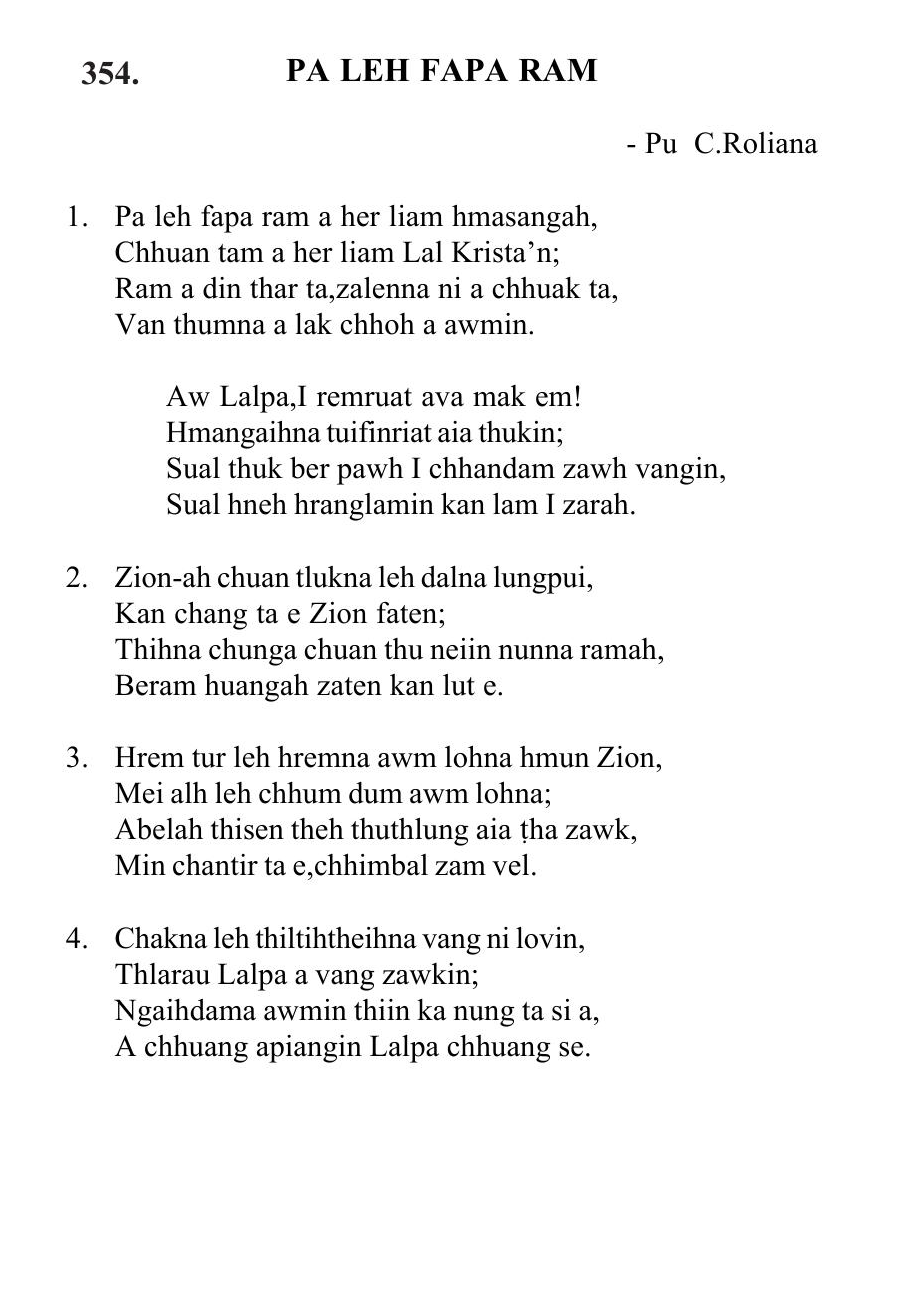 354. PA LEH FAPA RAM
- Pu C.Roliana
1. Pa leh fapa ram a her liam hmasangah,
Chhuan tam a her liam Lal Krista’n;
Ram a din thar ta,zalenna ni a chhuak ta,
Van thumna a lak chhoh a awmin.
Aw Lalpa,I remruat ava mak em!
Hmangaihna tuifinriat aia thukin;
Sual thuk ber pawh I chhandam zawh vangin,
Sual hneh hranglamin kan lam I zarah.
2. Zion-ah chuan tlukna leh dalna lungpui,
Kan chang ta e Zion faten;
Thihna chunga chuan thu neiin nunna ramah,
Beram huangah zaten kan lut e.
3. Hrem tur leh hremna awm lohna hmun Zion,
Mei alh leh chhum dum awm lohna;
Abelah thisen theh thuthlung aia ṭha zawk,
Min chantir ta e,chhimbal zam vel.
4. Chakna leh thiltihtheihna vang ni lovin,
Thlarau Lalpa a vang zawkin;
Ngaihdama awmin thiin ka nung ta si a,
A chhuang apiangin Lalpa chhuang se.